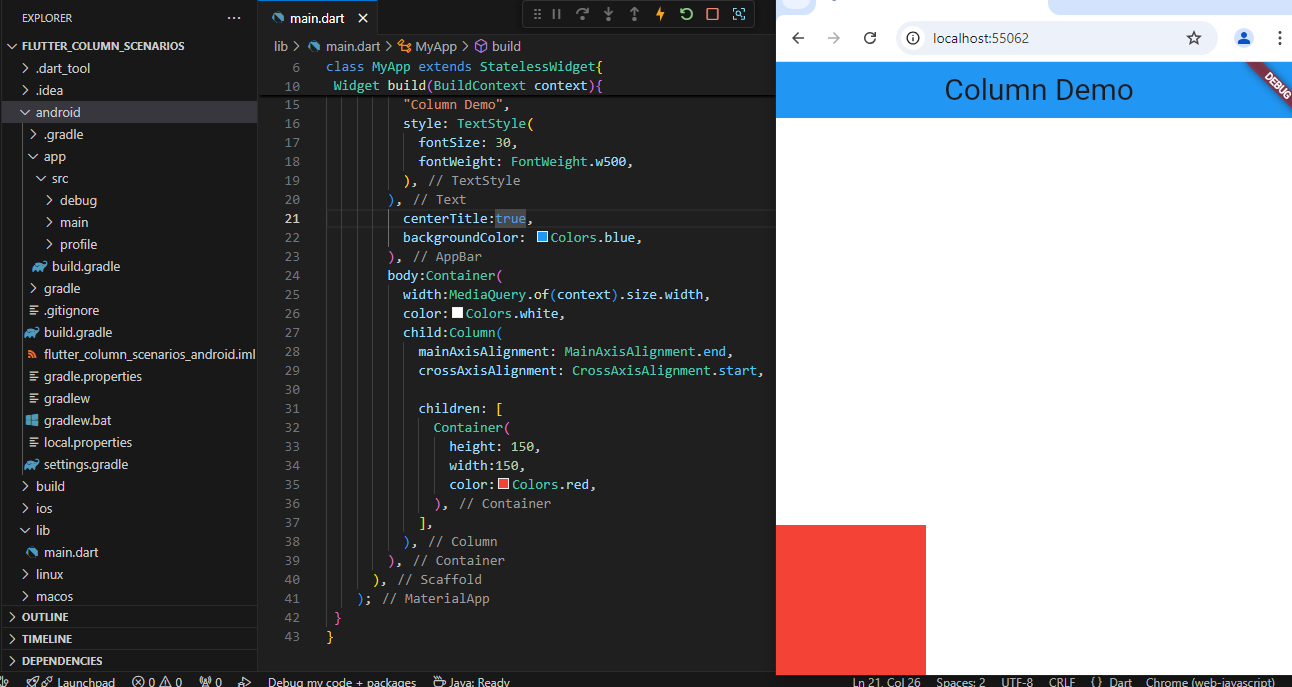 EXPLORER
FLUTTER_COLUMN_SCENARIOS
.dart_tool
.idea
android
.gradle
app
src
debug
main
profile
build.gradle
gradle
.gitignore
build.gradle
flutter_column_scenarios_android.iml
gradle.properties
gradlew
gradlew.bat
local.properties
settings.gradle
build
ios
lib
main.dart
linux
macos
OUTLINE
TIMELINE
DEPENDENCIES
main.dart
lib > main.dart > MyApp > build
6 class MyApp extends StatelessWidget{
10 Widget build(BuildContext context){
15 "Column Demo",
16 style: TextStyle(
17 fontSize: 30,
18 fontWeight: FontWeight.w500,
19 ), // TextStyle
20 ), // Text
21 centerTitle:true,
22 backgroundColor: Colors.blue,
23 ), // AppBar
24 body:Container(
25 width:MediaQuery.of(context).size.width,
26 color:Colors.white,
27 child:Column(
28 mainAxisAlignment: MainAxisAlignment.end,
29 crossAxisAlignment: CrossAxisAlignment.start,
30
31 children: [
32 Container(
33 height: 150,
34 width:150,
35 color:Colors.red,
36 ), // Container
37 ],
38 ), // Column
39 ), // Container
40 ), // Scaffold
41 ); // MaterialApp
42 }
43 }
localhost:55062
Column Demo
DEBUG
Launchpad 0 0 0 Debug my code + packages Java: Ready Ln 21, Col 26 Spaces: 2 UTF-8 CRLF {} Dart Chrome (web-javascript)